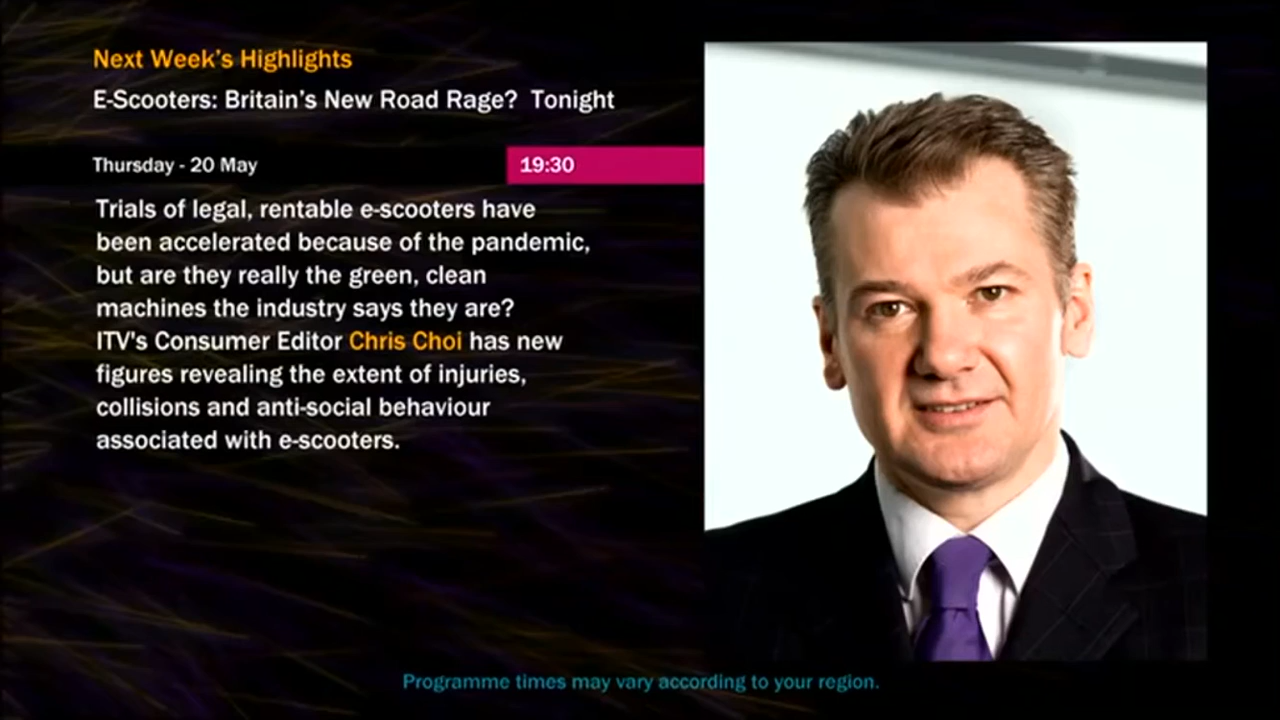 Next Week's Highlights
E-Scooters: Britain's New Road Rage? Tonight
Thursday - 20 May
19:30
Trials of legal, rentable e-scooters have
been accelerated because of the pandemic,
but are they really the green, clean
machines the industry says they are?
ITV's Consumer Editor Chris Choi has new
figures revealing the extent of injuries,
collisions and anti-social behaviour
associated with e-scooters.
Programme times may vary according to your region.